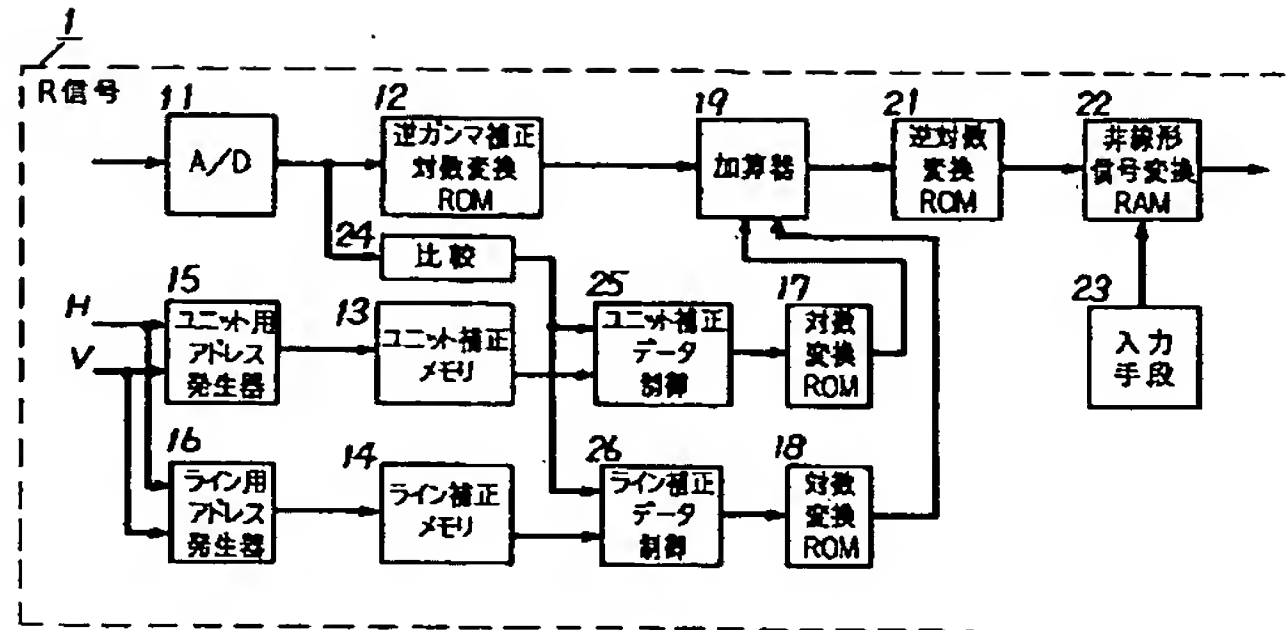 1
R信号
11
A/D
12
逆ガンマ補正
対数変換
ROM
19
加算器
21
逆対数
変換
ROM
22
非線形
信号変換
RAM
24
比較
H
V
15
ユニット用
アドレス
発生器
13
ユニット補正
メモリ
25
ユニット補正
データ
制御
17
対数
変換
ROM
23
入力
手段
16
ライン用
アドレス
発生器
14
ライン補正
メモリ
26
ライン補正
データ
制御
18
対数
変換
ROM